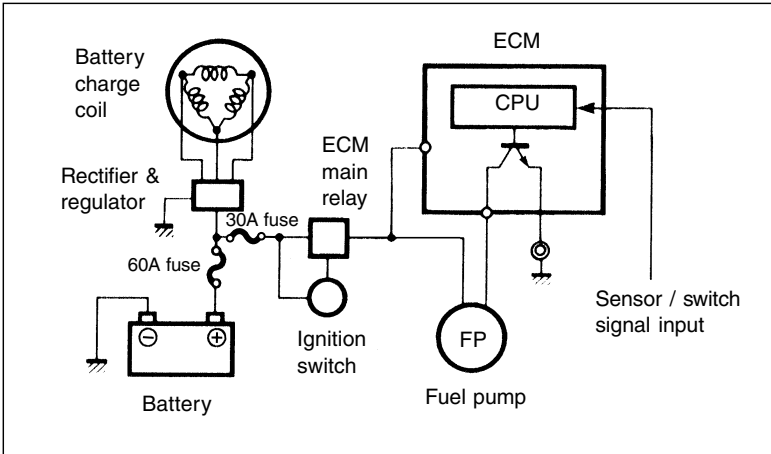 Battery
charge
coil
ECM
CPU
ECM
main
relay
Rectifier &
regulator
30A fuse
60A fuse
Sensor / switch
signal input
Ignition
switch
FP
Fuel pump
− +
Battery